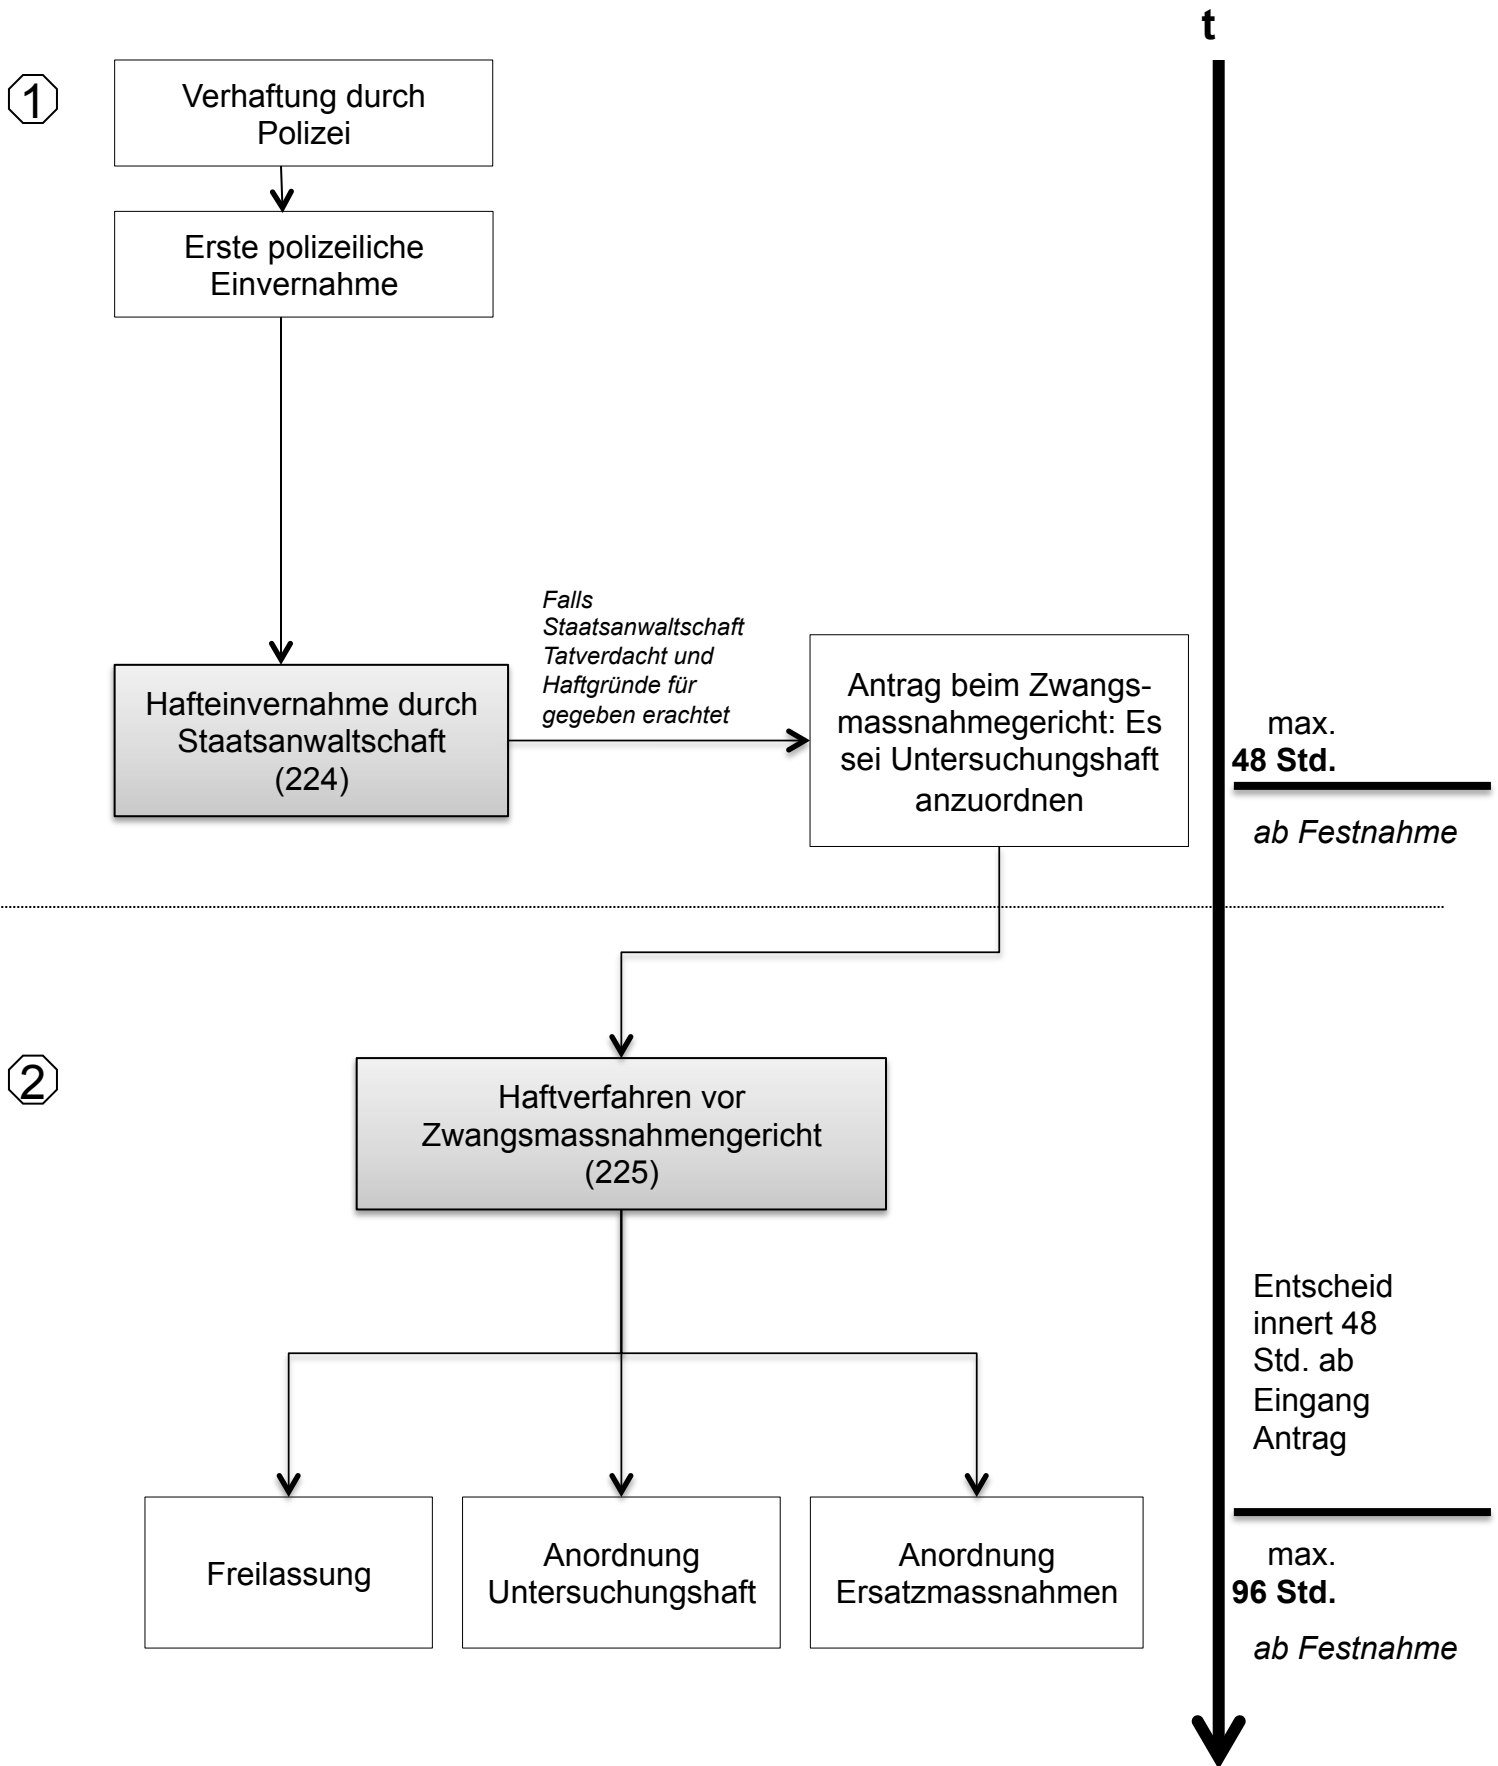 t
1
Verhaftung durch
Polizei
Erste polizeiliche
Einvernahme
Falls
Staatsanwaltschaft
Tatverdacht und
Haftgründe für
gegeben erachtet
Hafteinvernahme durch
Staatsanwaltschaft
(224)
Antrag beim Zwangs-
massnahmegericht: Es
sei Untersuchungshaft
anzuordnen
max.
48 Std.
ab Festnahme
2
Haftverfahren vor
Zwangsmassnahmengericht
(225)
Entscheid
innert 48
Std. ab
Eingang
Antrag
Freilassung
Anordnung
Untersuchungshaft
Anordnung
Ersatzmassnahmen
max.
96 Std.
ab Festnahme